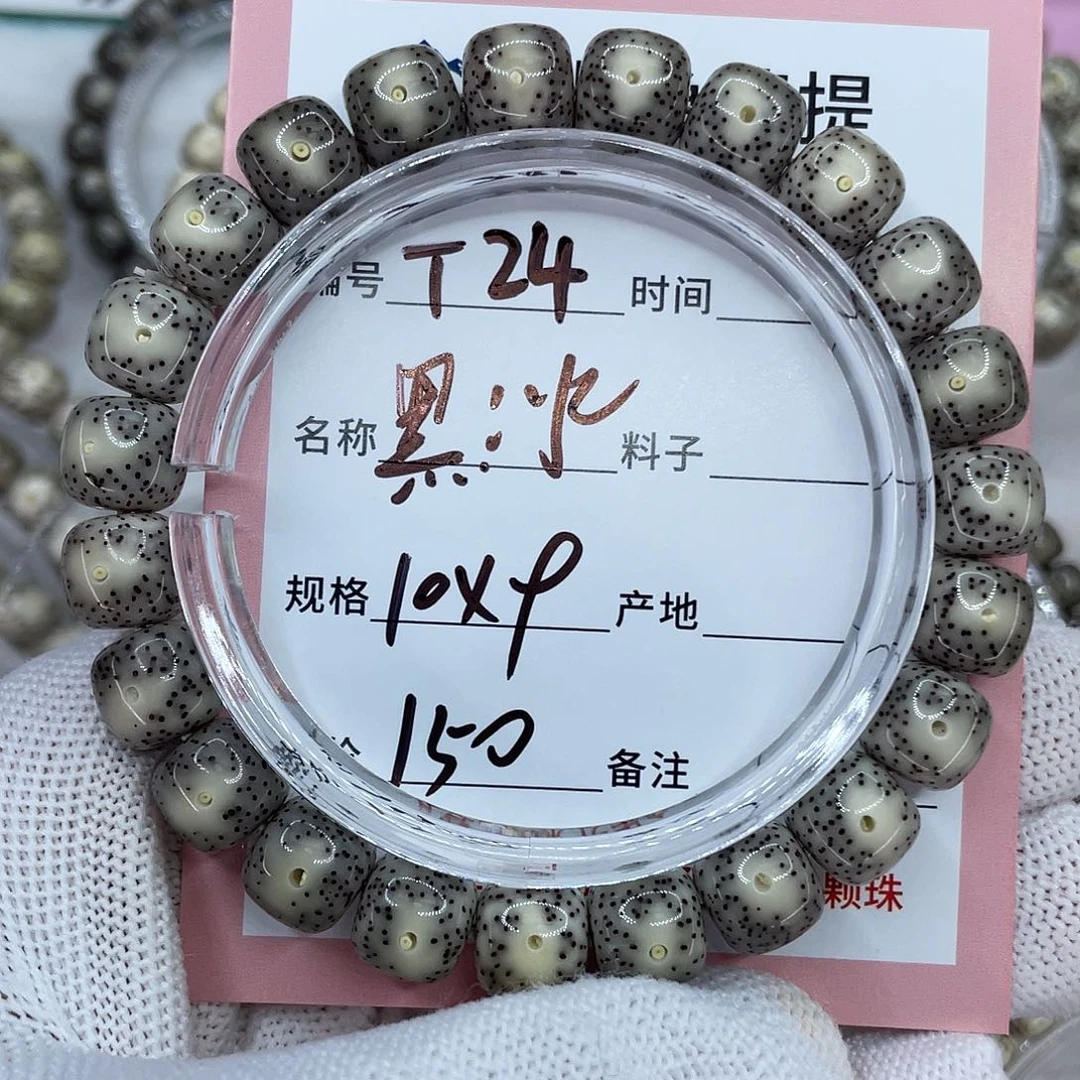 提
编号 T24 时间
名称 黑冰 料子
规格 10X9 产地
150 备注
颗珠